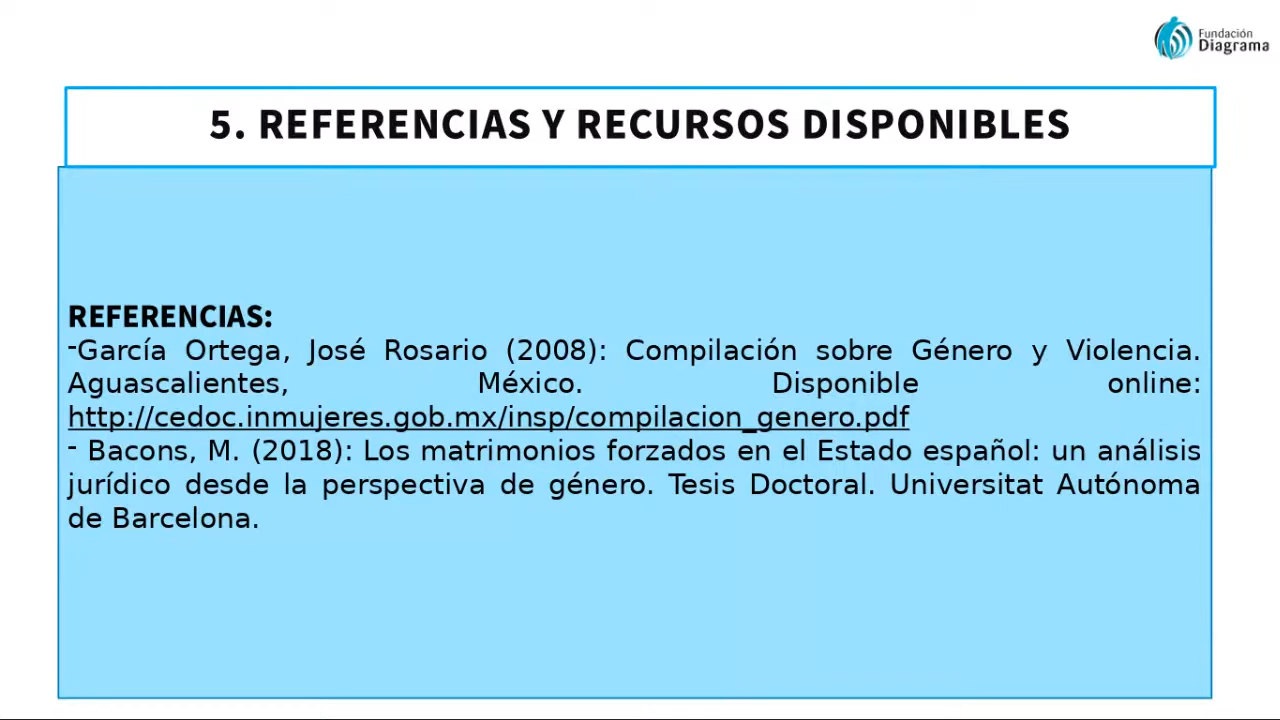 Fundación
Diagrama
5. REFERENCIAS Y RECURSOS DISPONIBLES
REFERENCIAS:
-García Ortega, José Rosario (2008): Compilación sobre Género y Violencia.
Aguascalientes, México. Disponible online:
http://cedoc.inmujeres.gob.mx/insp/compilacion_genero.pdf
- Bacons, M. (2018): Los matrimonios forzados en el Estado español: un análisis
jurídico desde la perspectiva de género. Tesis Doctoral. Universitat Autónoma
de Barcelona.